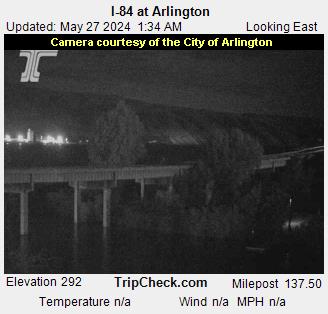 I-84 at Arlington
Updated: May 27 2024 1:34 AM Looking East
Camera courtesy of the City of Arlington
Elevation 292 TripCheck.com Milepost 137.50
Temperature n/a Wind n/a MPH n/a